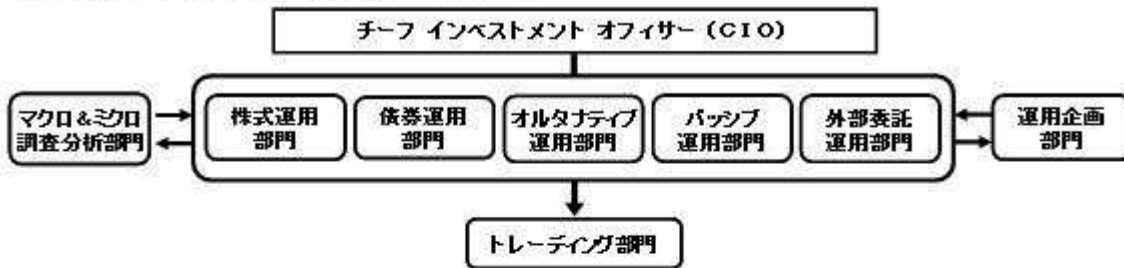 チーフ インベストメント オフィサー (CIO)
マクロ&ミクロ
調査分析部門
株式運用
部門
債券運用
部門
オルタナティブ
運用部門
パッシブ
運用部門
外部委託
運用部門
運用企画
部門
トレーディング部門